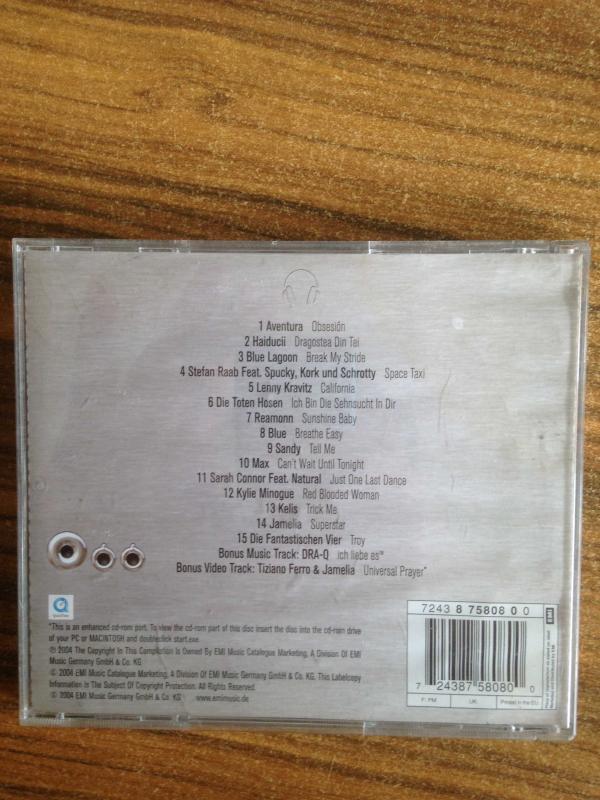 1 Aventura Obsesión
2 Haiducii Dragostea Din Tei
3 Blue Lagoon Break My Stride
4 Stefan Raab Feat. Spucky, Kork und Schrotty Space Taxi
5 Lenny Kravitz California
6 Die Toten Hosen Ich Bin Die Sehnsucht In Dir
7 Reamonn Sunshine Baby
8 Blue Breathe Easy
9 Sandy Tell Me
10 Max Can't Wait Until Tonight
11 Sarah Connor Feat. Natural Just One Last Dance
12 Kylie Minogue Red Blooded Woman
13 Kelis Trick Me
14 Jamelia Superstar
15 Die Fantastischen Vier Troy
Bonus Music Track: DRA-Q ich liebe es™
Bonus Video Track: Tiziano Ferro & Jamelia Universal Prayer*
*This is an enhanced cd-rom part. To view the cd-rom part of this disc insert the disc into the cd-rom drive
of your PC or MACINTOSH and doubleclick start.exe.
℗ 2004 The Copyright In This Compilation Is Owned By EMI Music Catalogue Marketing, A Division Of EMI
Music Germany GmbH & Co. KG
© 2004 EMI Music Catalogue Marketing, A Division Of EMI Music Germany GmbH & Co. KG. This Labelcopy
Information Is The Subject Of Copyright Protection. All Rights Reserved.
© 2004 EMI Music Germany GmbH & Co. KG www.emimusic.de
7243 8 75808 0 0
7 24387 58080 0
F: PM UK: Printed in the EU
EMI